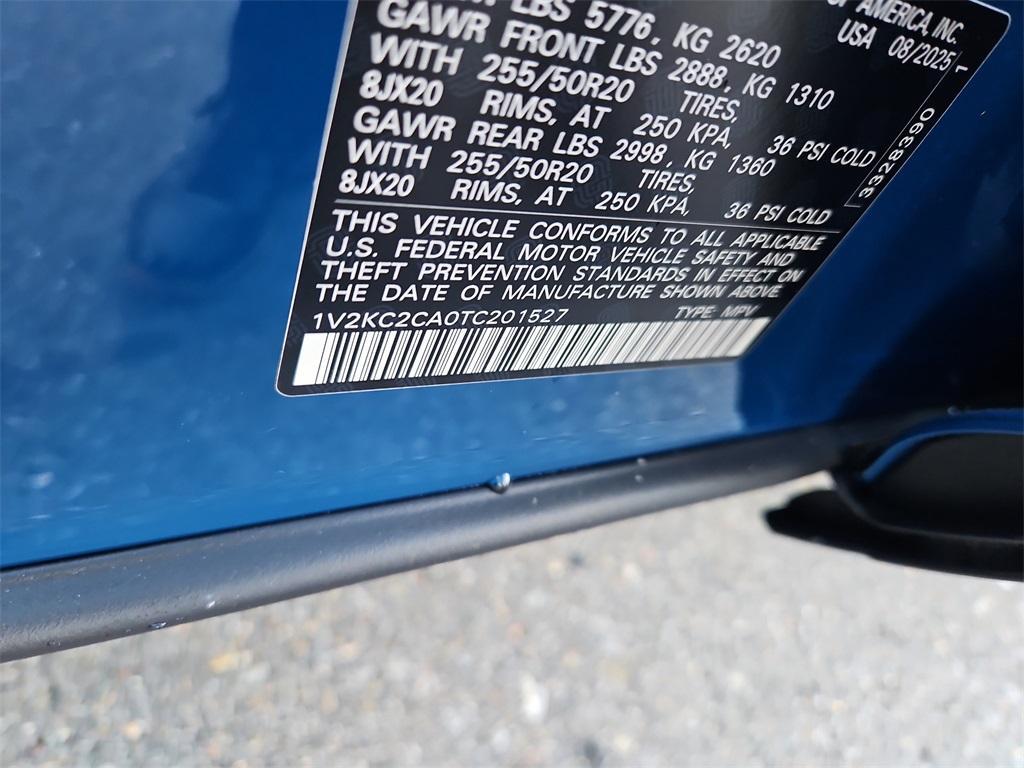 LBS 5776, KG 2620
OF AMERICA, INC.
USA 08/2025
GAWR FRONT LBS 2888, KG 1310
WITH 255/50R20 TIRES,
8JX20 RIMS, AT 250 KPA, 36 PSI COLD
GAWR REAR LBS 2998, KG 1360
WITH 255/50R20 TIRES,
8JX20 RIMS, AT 250 KPA, 36 PSI COLD
3328390
THIS VEHICLE CONFORMS TO ALL APPLICABLE
U.S. FEDERAL MOTOR VEHICLE SAFETY AND
THEFT PREVENTION STANDARDS IN EFFECT ON
THE DATE OF MANUFACTURE SHOWN ABOVE
1V2KC2CA0TC201527 TYPE: MPV